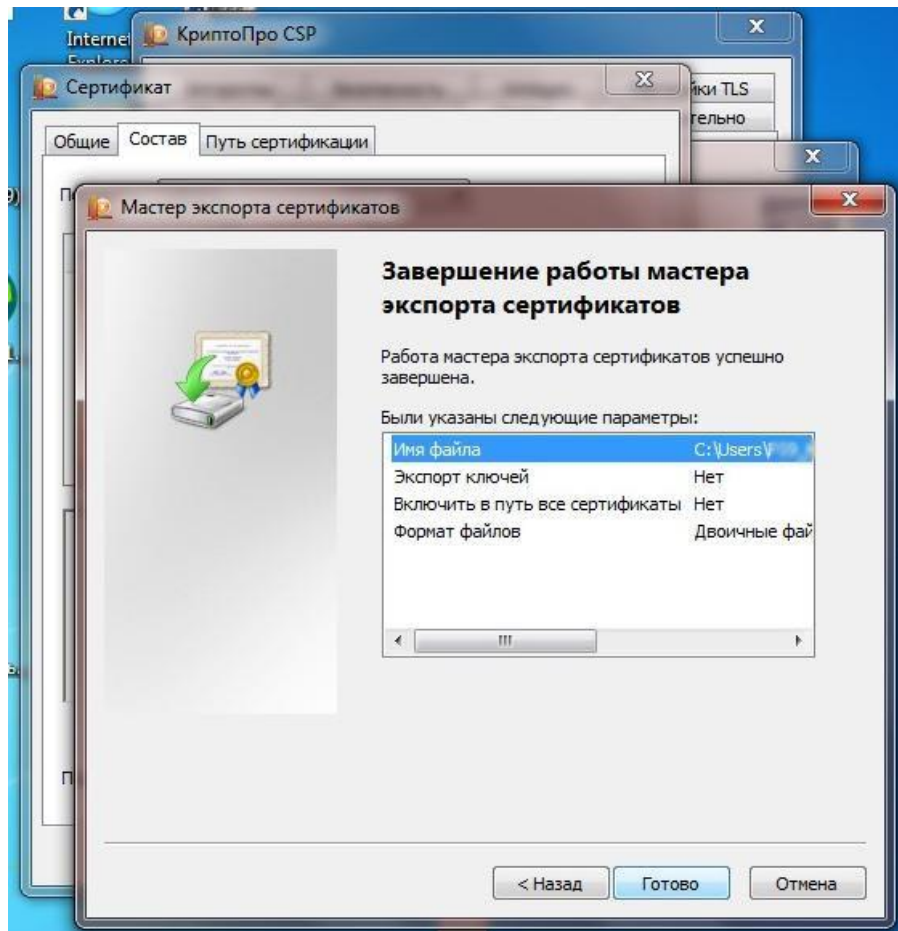 Internet
КриптоПро CSP
Сертификат
йки TLS
тельно
Общие
Состав
Путь сертификации
Мастер экспорта сертификатов
Завершение работы мастера
экспорта сертификатов
Работа мастера экспорта сертификатов успешно
завершена.
Были указаны следующие параметры:
Имя файла C:\Users\
Экспорт ключей Нет
Включить в путь все сертификаты Нет
Формат файлов Двоичные фай
< Назад
Готово
Отмена